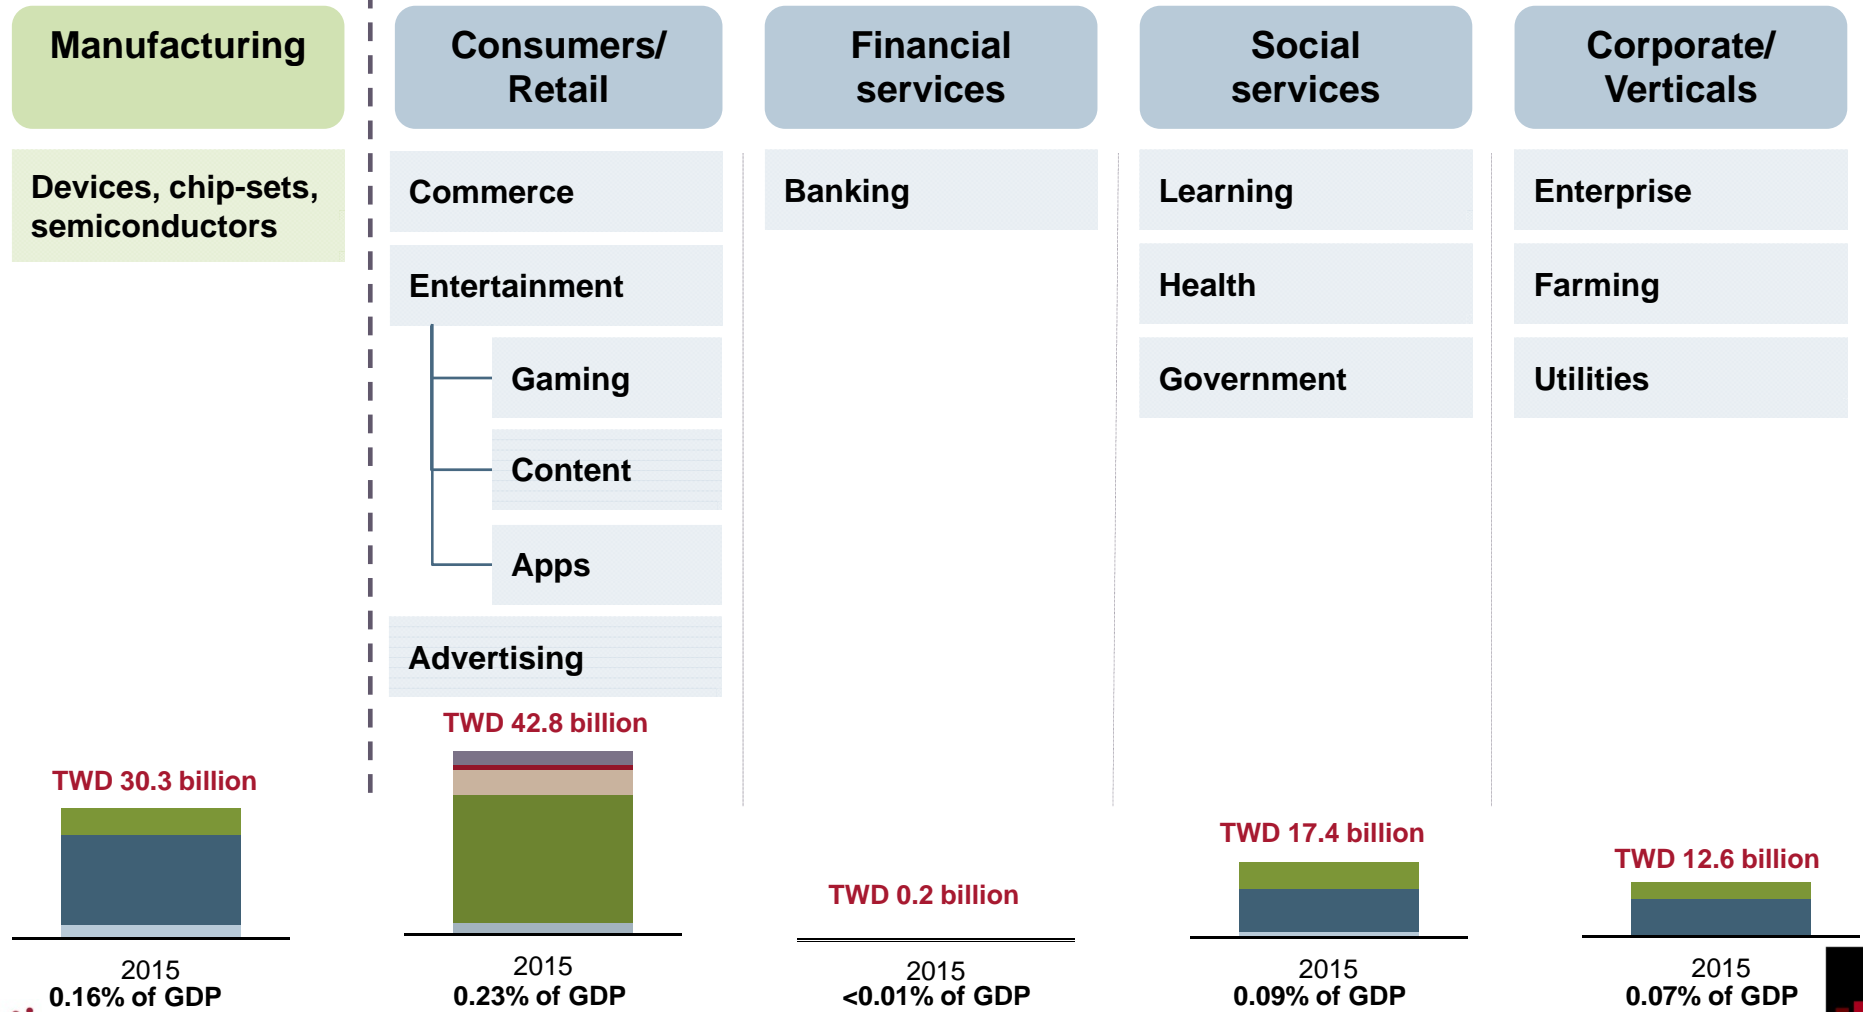 Manufacturing
Devices, chip-sets,
semiconductors
TWD 30.3 billion
2015
0.16% of GDP
Consumers/
Retail
Commerce
Entertainment
Gaming
Content
Apps
Advertising
TWD 42.8 billion
2015
0.23% of GDP
Financial
services
Banking
TWD 0.2 billion
2015
<0.01% of GDP
Social
services
Learning
Health
Government
TWD 17.4 billion
2015
0.09% of GDP
Corporate/
Verticals
Enterprise
Farming
Utilities
TWD 12.6 billion
2015
0.07% of GDP